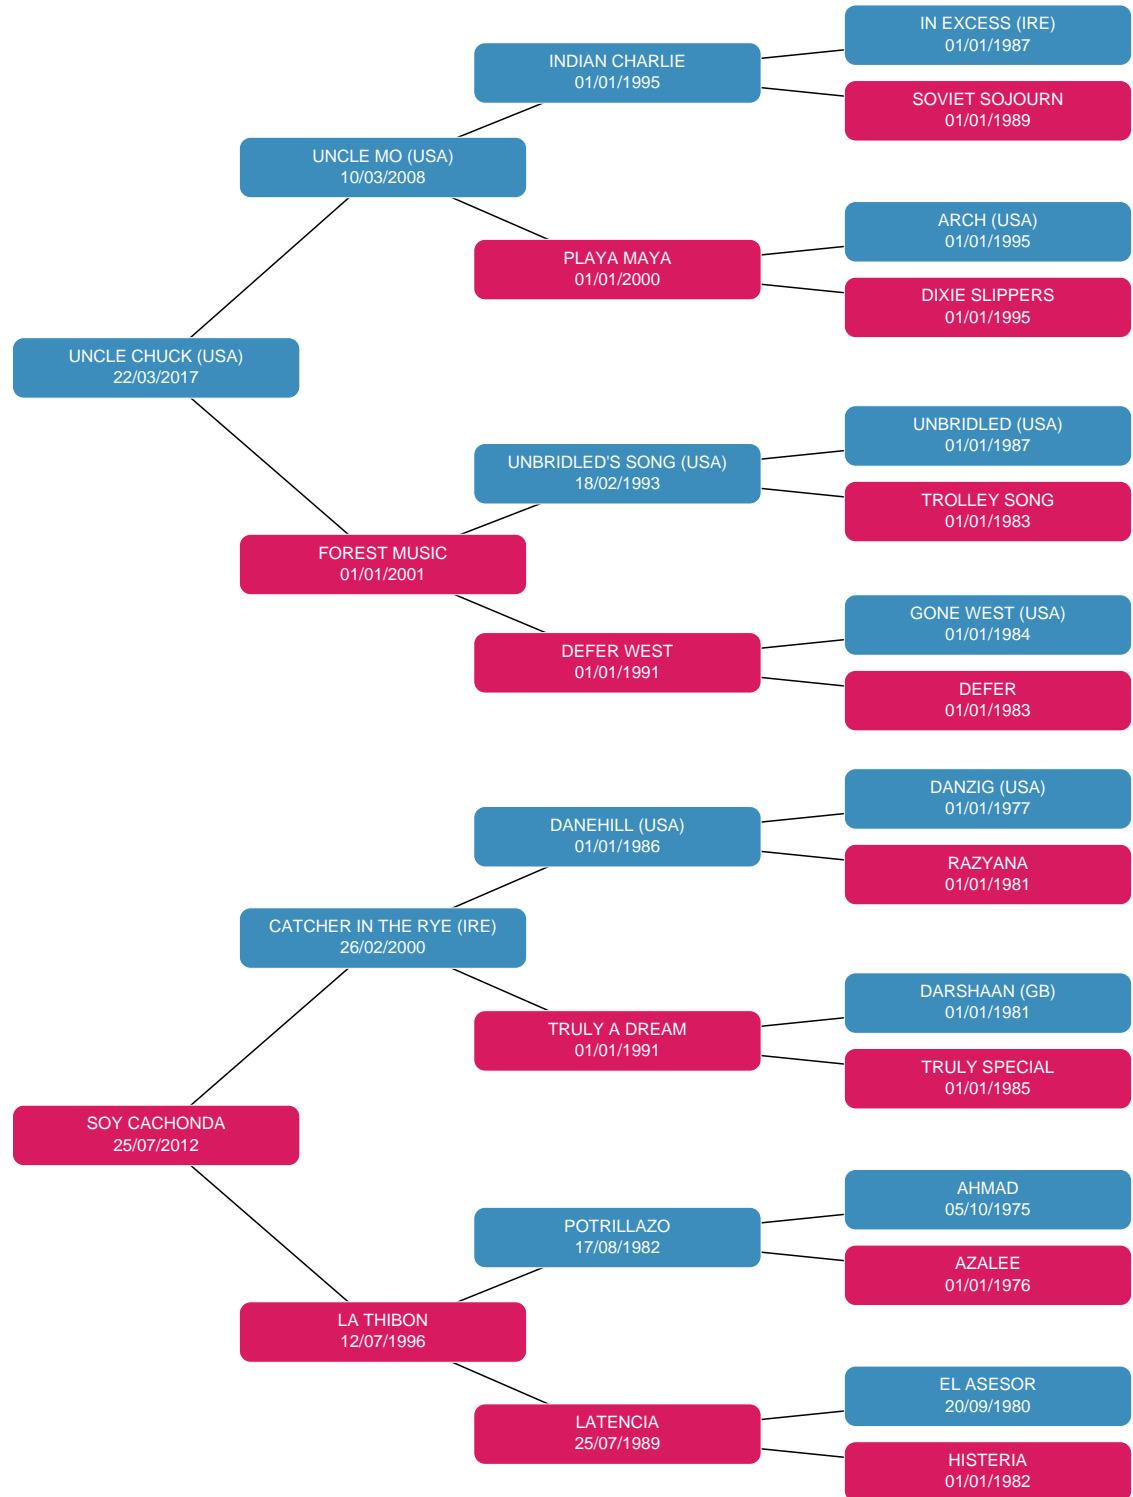 IN EXCESS (IRE)
01/01/1987
INDIAN CHARLIE
01/01/1995
SOVIET SOJOURN
01/01/1989
UNCLE MO (USA)
10/03/2008
ARCH (USA)
01/01/1995
PLAYA MAYA
01/01/2000
DIXIE SLIPPERS
01/01/1995
UNCLE CHUCK (USA)
22/03/2017
UNBRIDLED (USA)
01/01/1987
UNBRIDLED'S SONG (USA)
18/02/1993
TROLLEY SONG
01/01/1983
FOREST MUSIC
01/01/2001
GONE WEST (USA)
01/01/1984
DEFER WEST
01/01/1991
DEFER
01/01/1983
DANZIG (USA)
01/01/1977
DANEHILL (USA)
01/01/1986
RAZYANA
01/01/1981
CATCHER IN THE RYE (IRE)
26/02/2000
DARSHAAN (GB)
01/01/1981
TRULY A DREAM
01/01/1991
TRULY SPECIAL
01/01/1985
SOY CACHONDA
25/07/2012
AHMAD
05/10/1975
POTRILLAZO
17/08/1982
AZALEE
01/01/1976
LA THIBON
12/07/1996
EL ASESOR
20/09/1980
LATENCIA
25/07/1989
HISTERIA
01/01/1982